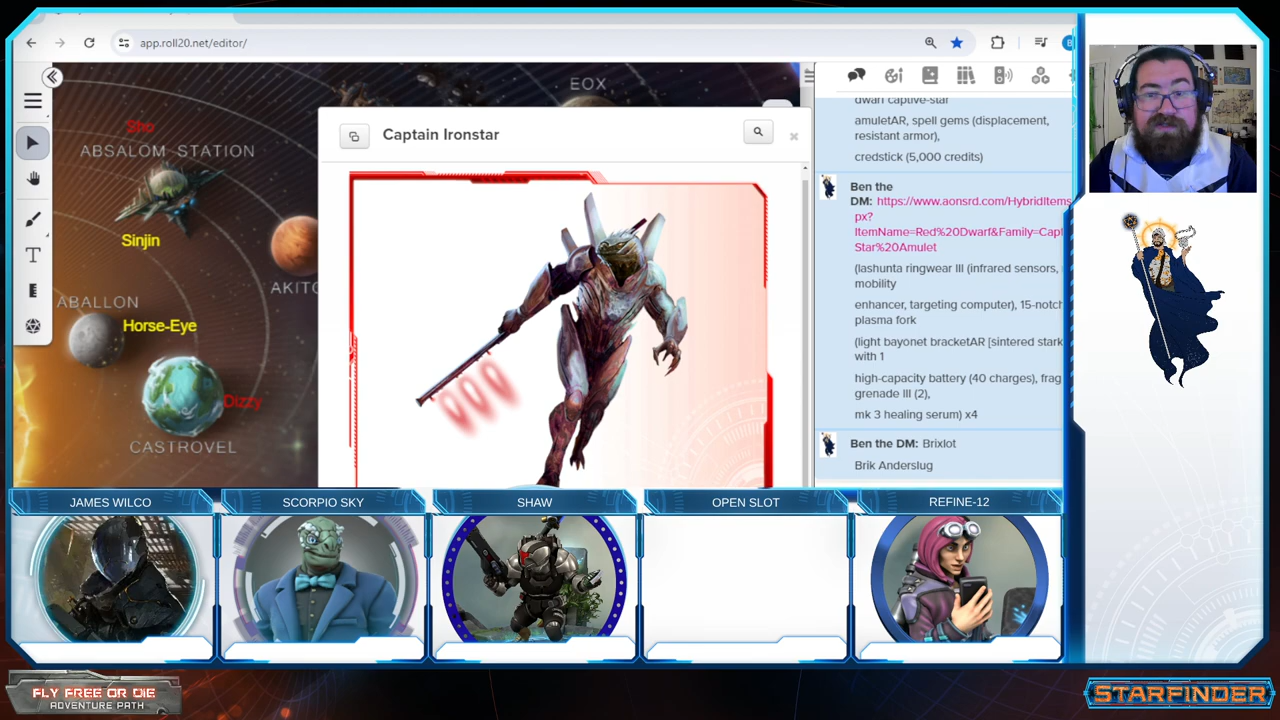 app.roll20.net/editor/
EOX
She
ABSALOM STATION
Sinjin
AKITO
ABALLON
Horse-Eye
Dizzy
CASTROVEL
Captain Ironstar
dwarf captive-star
amuletAR, spell gems (displacement,
resistant armor),
credstick (5,000 credits)
Ben the
DM: https://www.aonsrd.com/HybridItems
px?
ItemName=Red%20Dwarf&Family=Capt
Star%20Amulet
(lashunta ringwear III (infrared sensors,
mobility
enhancer, targeting computer), 15-notch
plasma fork
(light bayonet bracketAR [sintered stark
with 1
high-capacity battery (40 charges), frag
grenade III (2),
mk 3 healing serum) x4
Ben the DM: Brixlot
Brik Anderslug
JAMES WILCO
SCORPIO SKY
SHAW
OPEN SLOT
REFINE-12
FLY FREE OR DIE
ADVENTURE PATH
STARFINDER